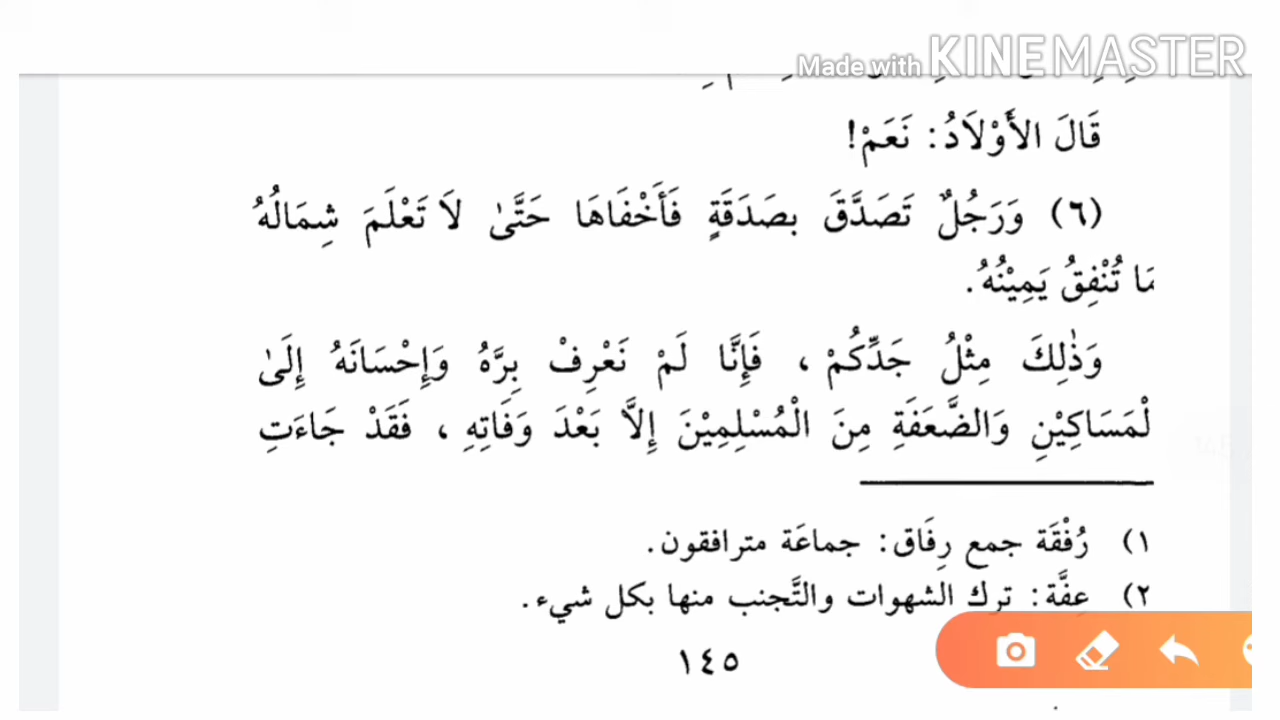 Made with KINEMASTER
قَالَ الأَوْلَادُ: نَعَمْ!
(٦) وَرَجُلٌ تَصَدَّقَ بِصَدَقَةٍ فَأَخْفَاهَا حَتَّىٰ لاَ تَعْلَمَ شِمَالُهُ
مَا تُنْفِقُ يَمِيْنُهُ.
وَذٰلِكَ مِثْلُ جَدِّكُمْ، فَإِنَّا لَمْ نَعْرِفْ بِرَّهُ وَإِحْسَانَهُ إِلَىٰ
لْمَسَاكِيْنِ وَالضَّعَفَةِ مِنَ الْمُسْلِمِيْنَ إِلاَّ بَعْدَ وَفَاتِهِ، فَقَدْ جَاءَتِ
١) رُفْقَة جمع رِفَاق: جماعَة مترافقون.
٢) عِفَّة: ترك الشهوات والتَّجنب منها بكل شيء.
١٤٥